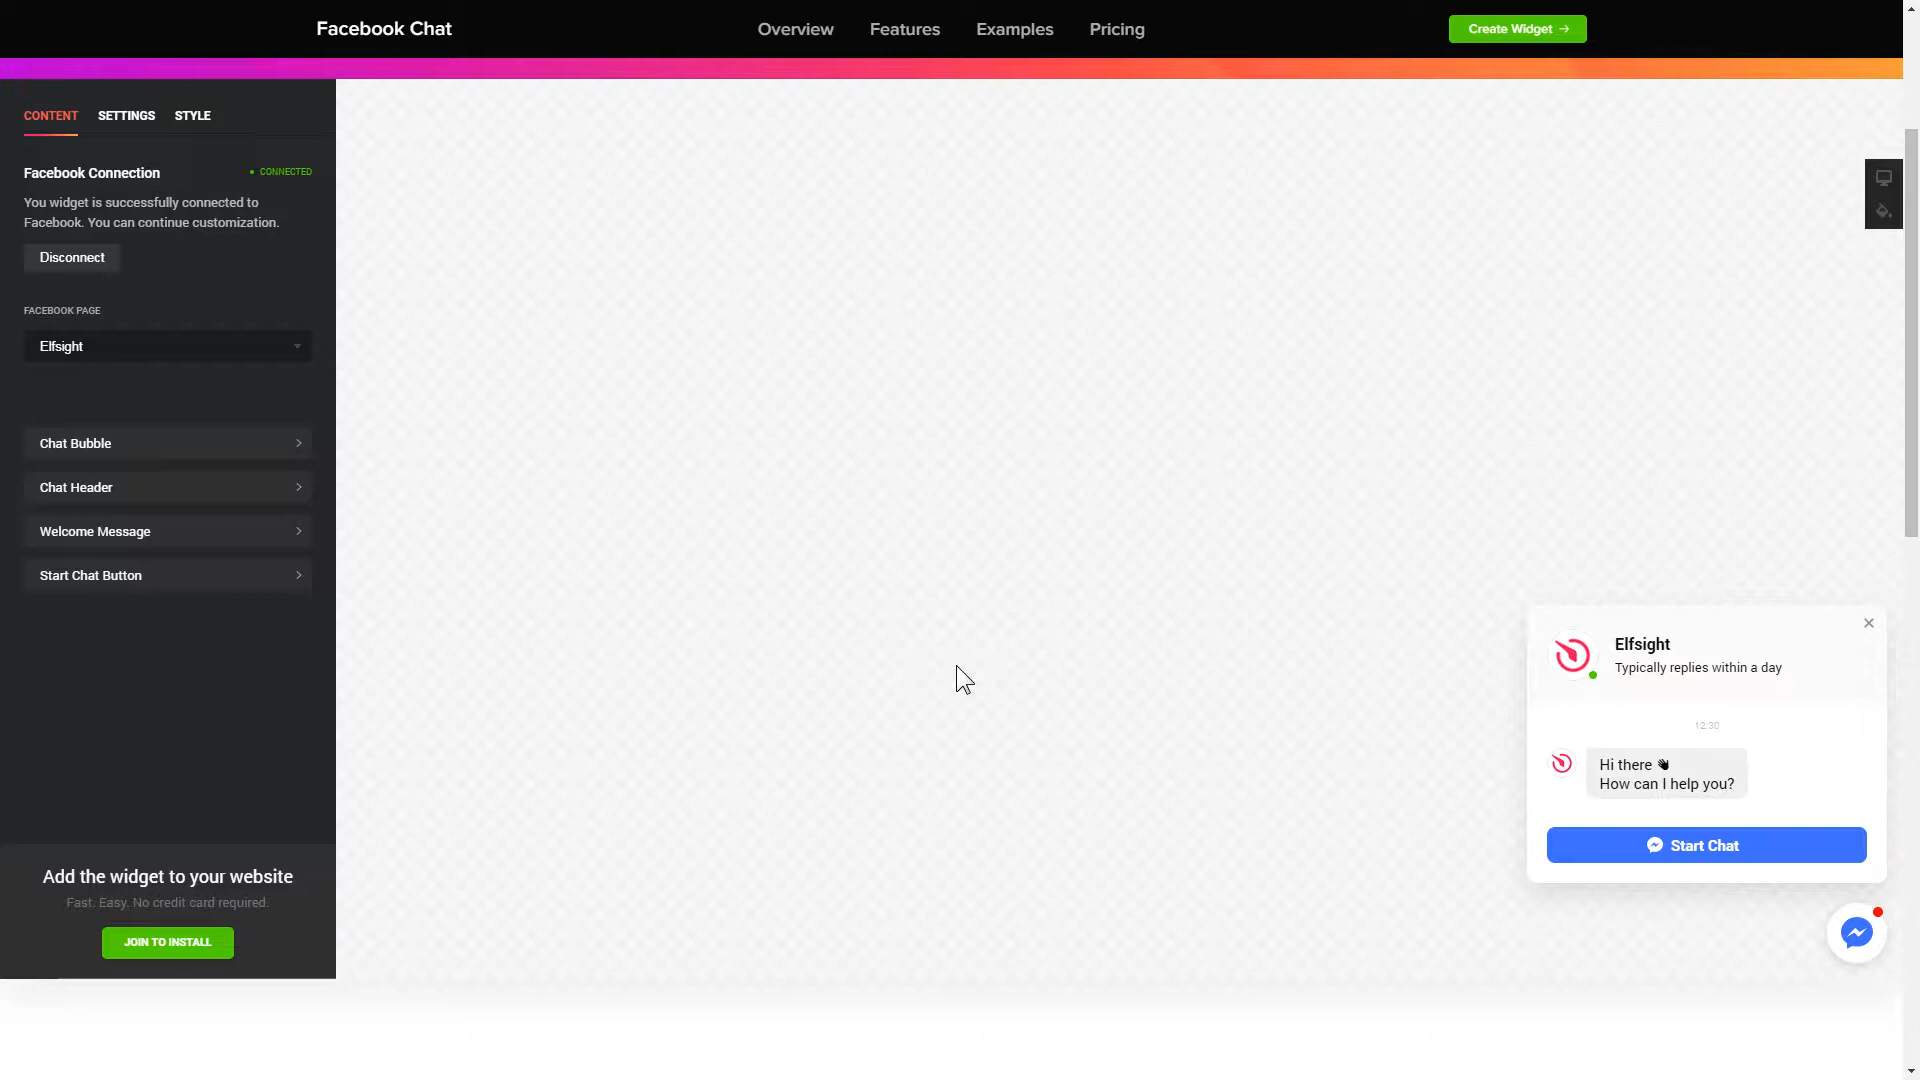 Facebook Chat
Overview
Features
Examples
Pricing
Create Widget →
CONTENT
SETTINGS
STYLE
Facebook Connection
• CONNECTED
You widget is successfully connected to
Facebook. You can continue customization.
Disconnect
FACEBOOK PAGE
Elfsight
Chat Bubble
Chat Header
Welcome Message
Start Chat Button
Add the widget to your website
Fast. Easy. No credit card required.
JOIN TO INSTALL
Elfsight
Typically replies within a day
12:30
Hi there 👋
How can I help you?
Start Chat